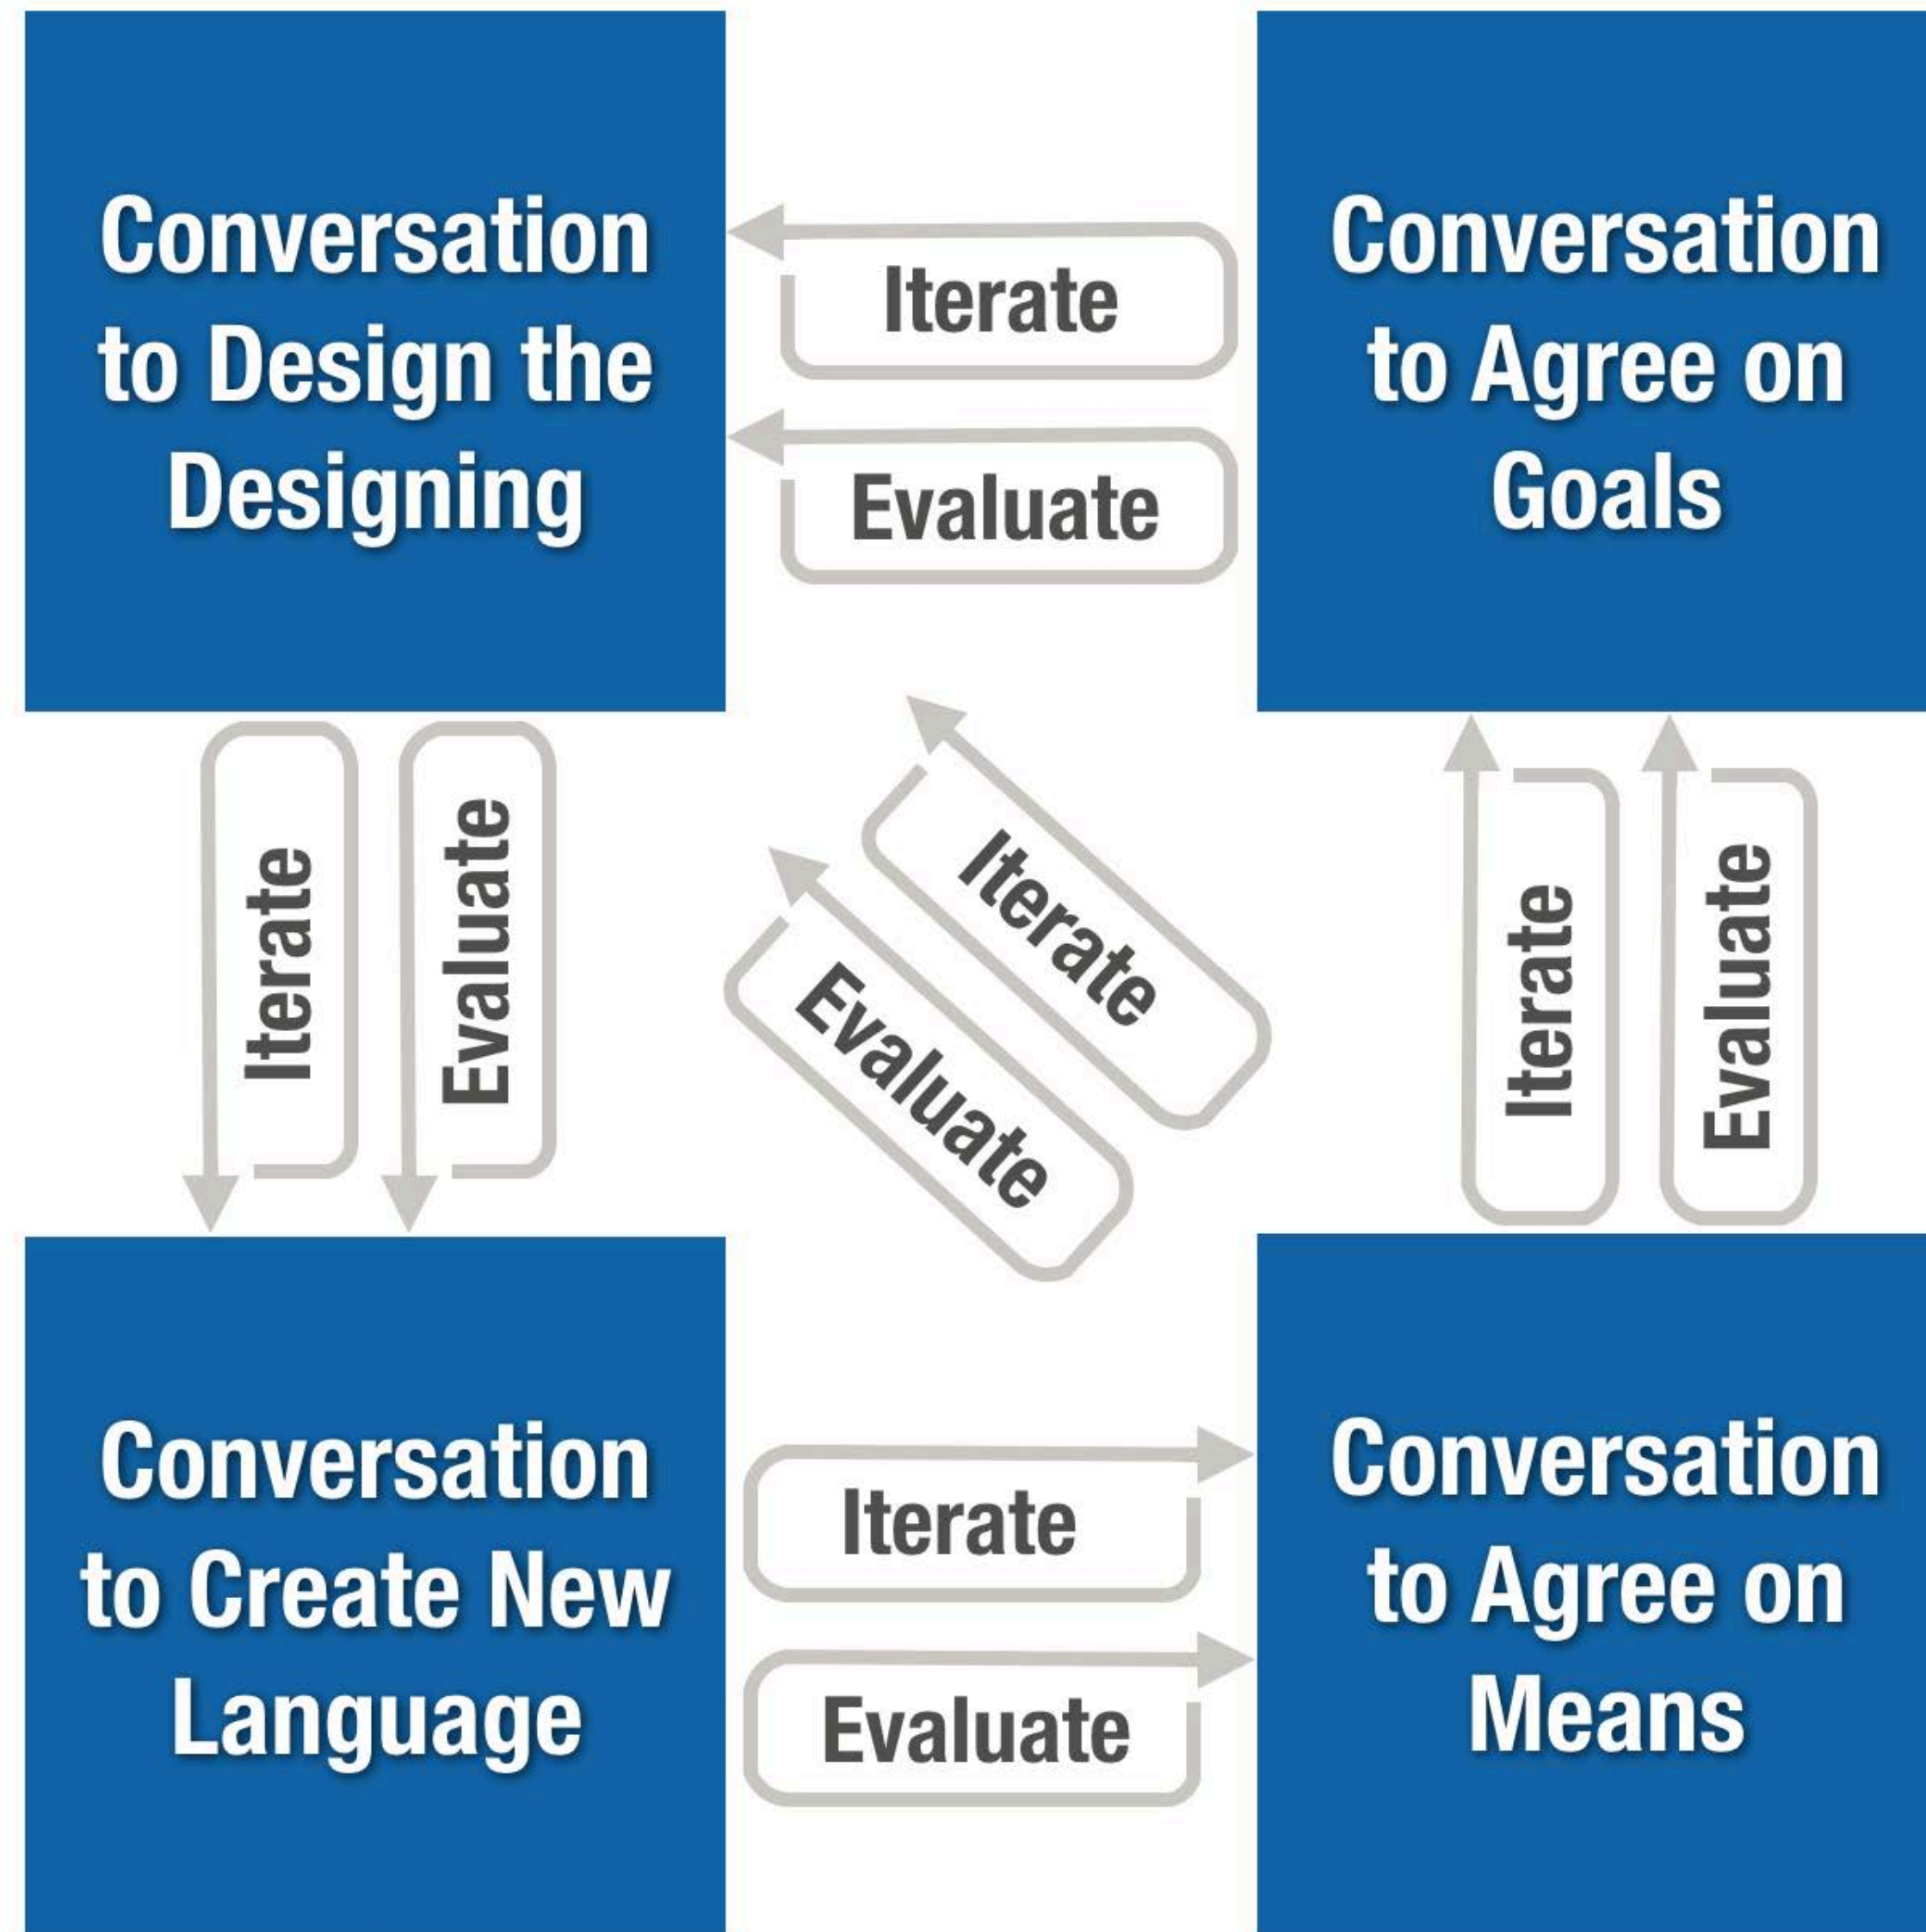 Conversation
to Design the
Designing
Iterate
Evaluate
Conversation
to Agree on
Goals
Iterate
Evaluate
Iterate
Evaluate
Iterate
Evaluate
Conversation
to Create New
Language
Iterate
Evaluate
Conversation
to Agree on
Means